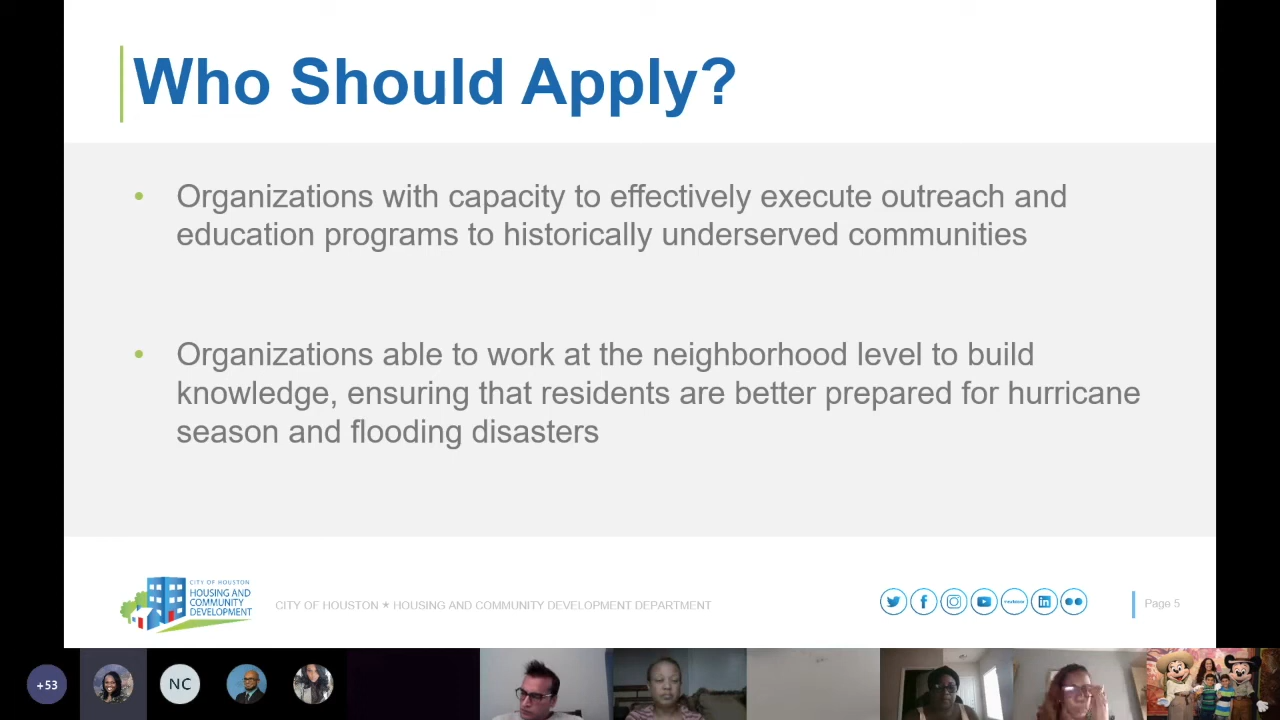 Who Should Apply?
• Organizations with capacity to effectively execute outreach and
education programs to historically underserved communities
• Organizations able to work at the neighborhood level to build
knowledge, ensuring that residents are better prepared for hurricane
season and flooding disasters
CITY OF HOUSTON
HOUSING AND
COMMUNITY
DEVELOPMENT
CITY OF HOUSTON ★ HOUSING AND COMMUNITY DEVELOPMENT DEPARTMENT
Page 5
+53
NC